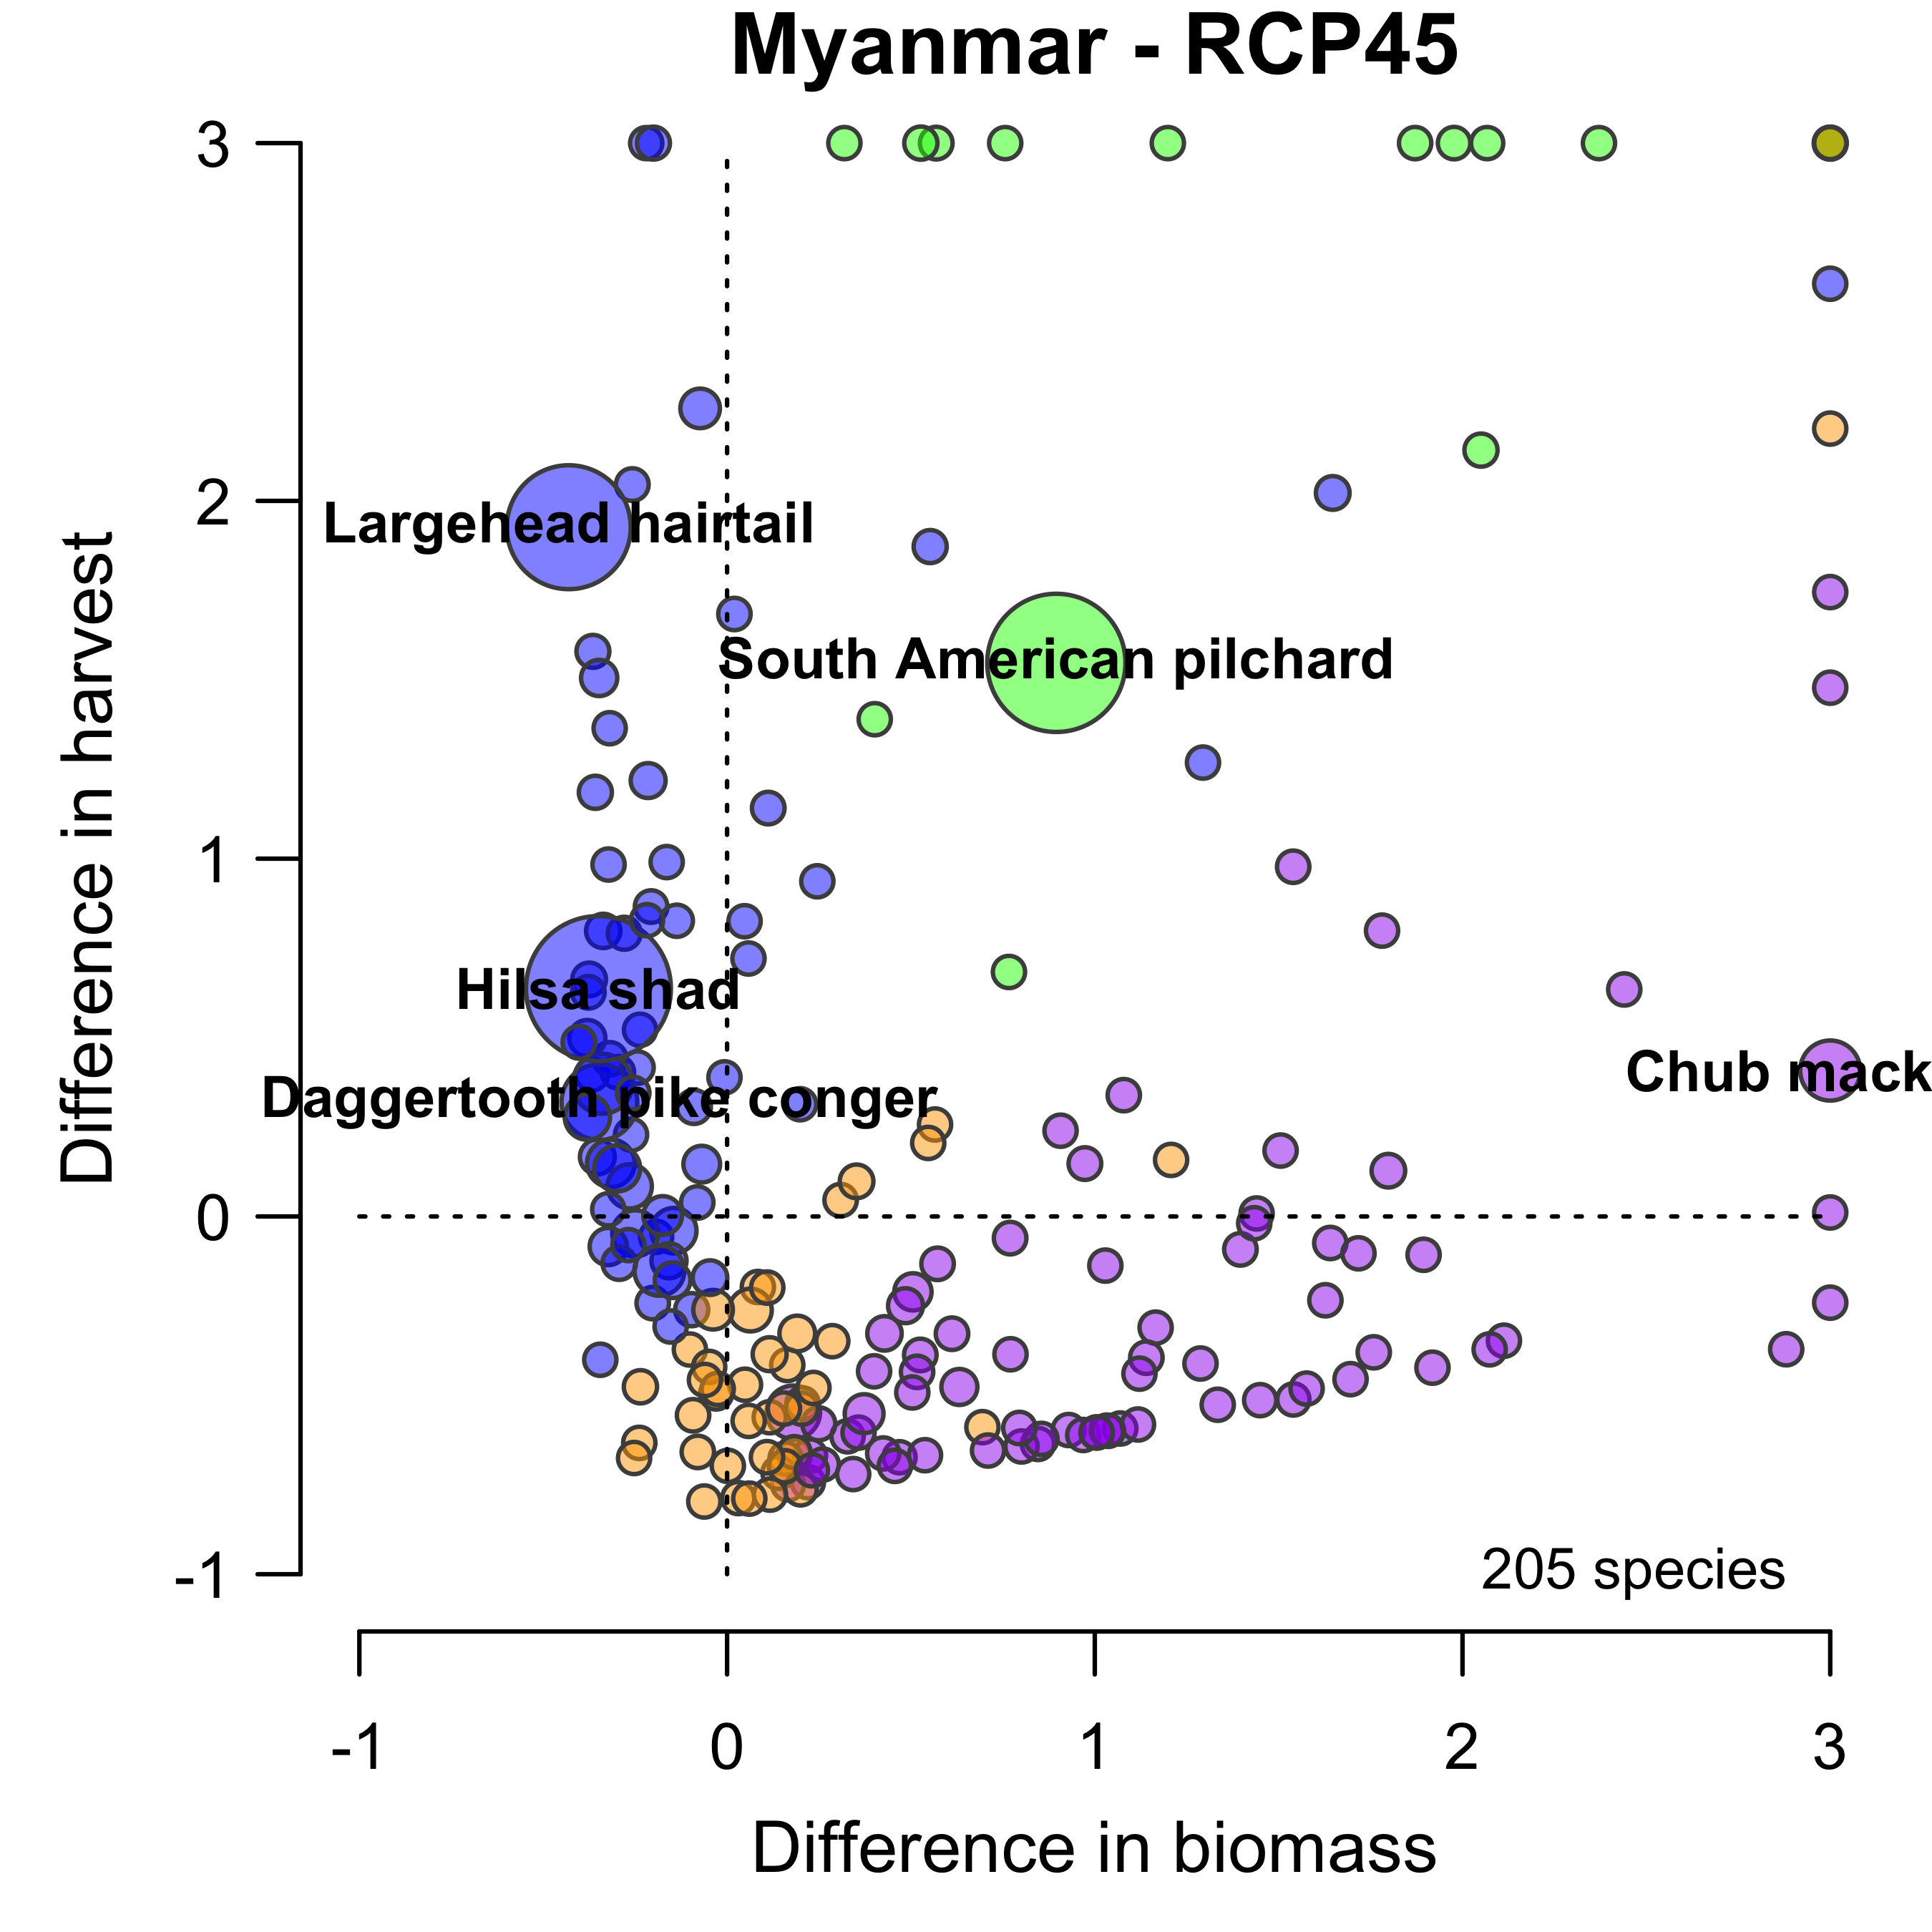 Myanmar - RCP45
3
2
1
0
-1
Difference in harvest
Largehead hairtail
South American pilchard
Hilsa shad
Daggertooth pike conger
Chub mack
205 species
-1
0
1
2
3
Difference in biomass